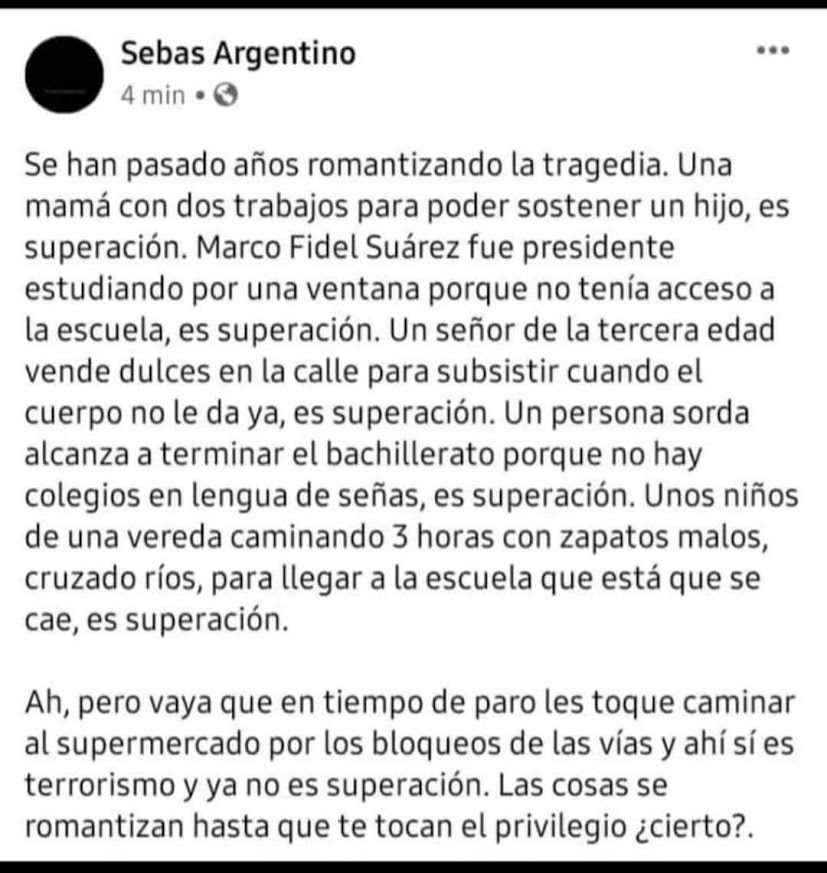 Sebas Argentino
4 min •
Se han pasado años romantizando la tragedia. Una
mamá con dos trabajos para poder sostener un hijo, es
superación. Marco Fidel Suárez fue presidente
estudiando por una ventana porque no tenía acceso a
la escuela, es superación. Un señor de la tercera edad
vende dulces en la calle para subsistir cuando el
cuerpo no le da ya, es superación. Un persona sorda
alcanza a terminar el bachillerato porque no hay
colegios en lengua de señas, es superación. Unos niños
de una vereda caminando 3 horas con zapatos malos,
cruzado ríos, para llegar a la escuela que está que se
cae, es superación.
Ah, pero vaya que en tiempo de paro les toque caminar
al supermercado por los bloqueos de las vías y ahí sí es
terrorismo y ya no es superación. Las cosas se
romantizan hasta que te tocan el privilegio ¿cierto?.